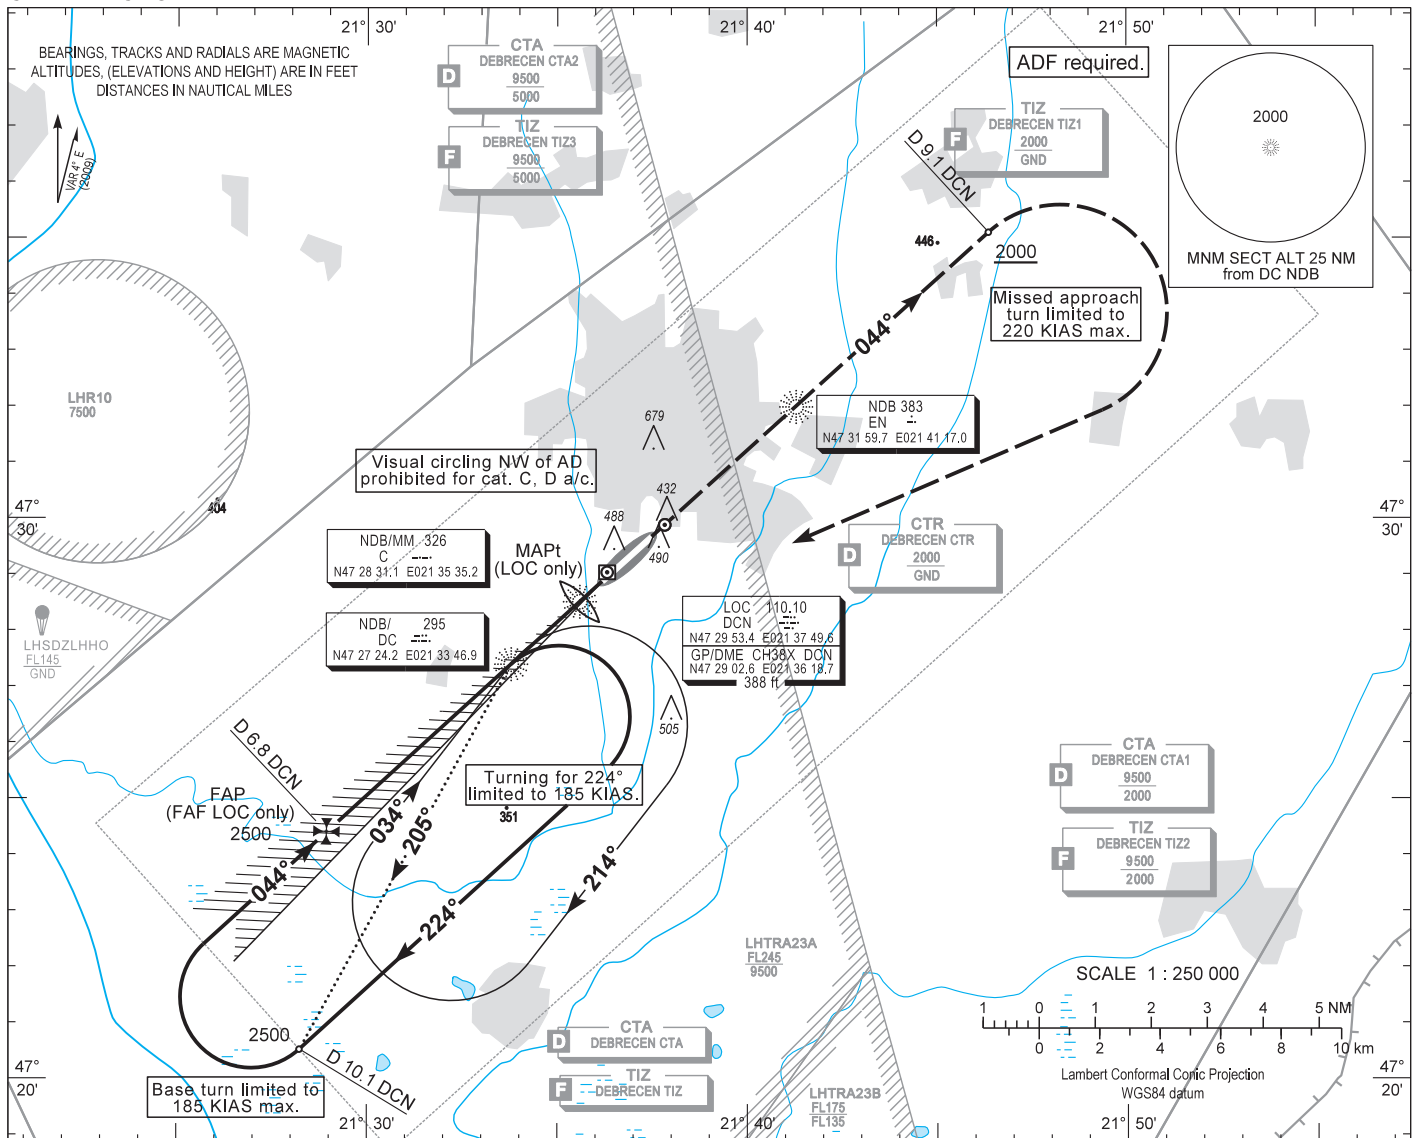 21° 30'
21° 40'
21° 50'
BEARINGS, TRACKS AND RADIALS ARE MAGNETIC
ALTITUDES, (ELEVATIONS AND HEIGHT) ARE IN FEET
DISTANCES IN NAUTICAL MILES
VAR 4° E
(2009)
CTA
DEBRECEN CTA2
D
9500
5000
TIZ
DEBRECEN TIZ3
F
9500
5000
ADF required.
TIZ
DEBRECEN TIZ1
F
2000
GND
2000
MNM SECT ALT 25 NM
from DC NDB
D 9.1 DCN
446
2000
Missed approach
turn limited to
220 KIAS max.
044°
LHR10
7500
NDB 383
EN
N47 31 59.7 E021 41 17.0
679
Visual circling NW of AD
prohibited for cat. C, D a/c.
404
47°
30'
47°
30'
432
488
490
CTR
DEBRECEN CTR
D
2000
GND
NDB/MM 326
C
N47 28 31.1 E021 35 35.2
MAPt
(LOC only)
NDB/ 295
DC
N47 27 24.2 E021 33 46.9
LOC 110.10
DCN
N47 29 53.4 E021 37 49.6
GP/DME CH38X DCN
N47 29 02.6 E021 36 18.7
388 ft
LHSDZLHHO
FL145
GND
505
D 6.8 DCN
FAP
(FAF LOC only)
2500
Turning for 224°
limited to 185 KIAS.
351
034°
205°
044°
214°
224°
CTA
DEBRECEN CTA1
D
9500
2000
TIZ
DEBRECEN TIZ2
F
9500
2000
LHTRA23A
FL245
9500
SCALE 1 : 250 000
1 0 1 2 3 4 5 NM
0 2 4 6 8 10 km
Lambert Conformal Conic Projection
WGS84 datum
2500
D 10.1 DCN
CTA
D
DEBRECEN CTA
TIZ
F
DEBRECEN TIZ
Base turn limited to
185 KIAS max.
LHTRA23B
FL175
FL135
47°
20'
47°
20'
21° 30'
21° 40'
21° 50'